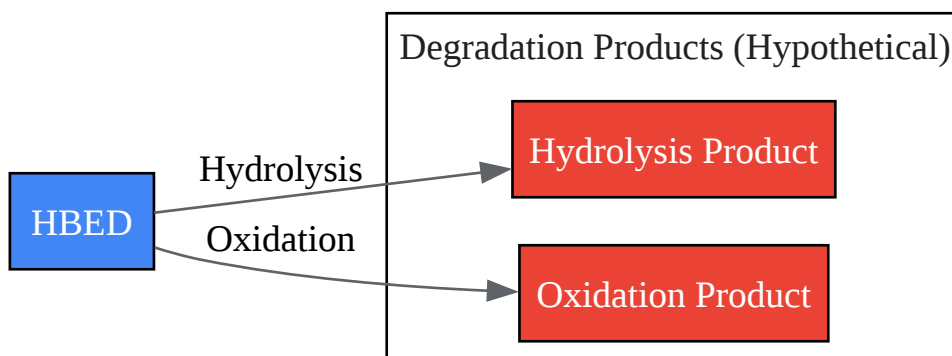 Degradation Products (Hypothetical)
Hydrolysis Product
Hydrolysis
HBED
Oxidation
Oxidation Product